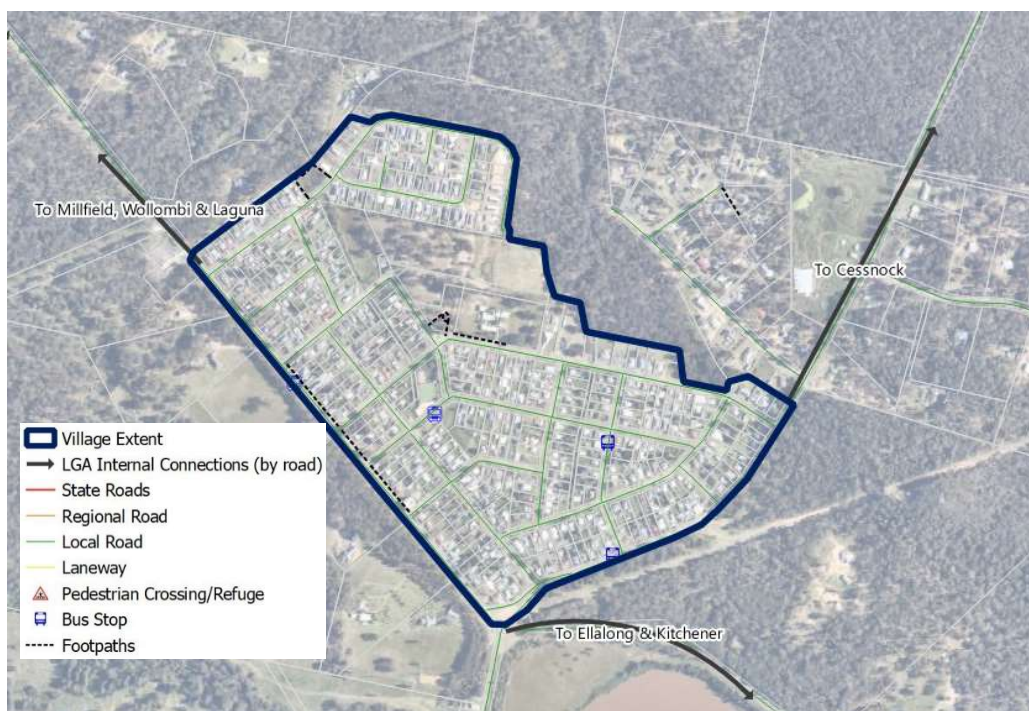 To Millfield, Wollombi & Laguna
To Cessnock
Village Extent
LGA Internal Connections (by road)
State Roads
Regional Road
Local Road
Laneway
Pedestrian Crossing/Refuge
Bus Stop
Footpaths
To Ellalong & Kitchener